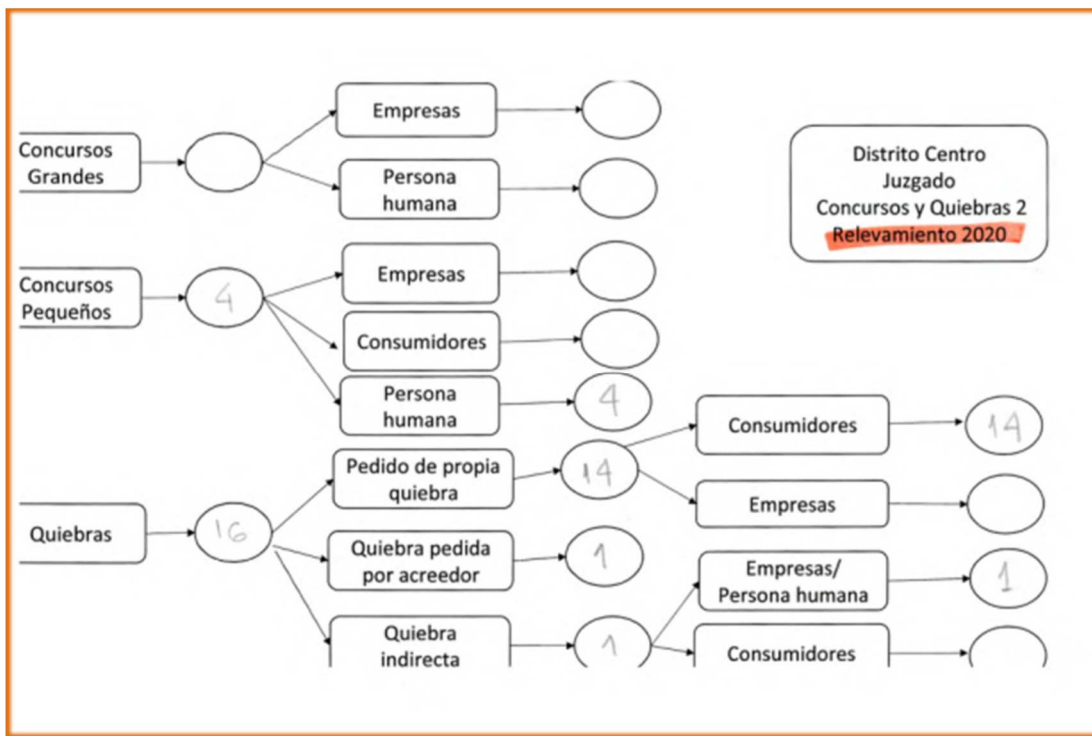 Empresas
Concursos
Grandes
Persona
humana
Distrito Centro
Juzgado
Concursos y Quiebras 2
Relevamiento 2020
Empresas
Concursos
Pequeños
4
Consumidores
Persona
humana
4
Pedido de propia
quiebra
14
Consumidores
14
Empresas
Quiebras
16
Quiebra pedida
por acreedor
1
Empresas/
Persona humana
1
Quiebra
indirecta
1
Consumidores